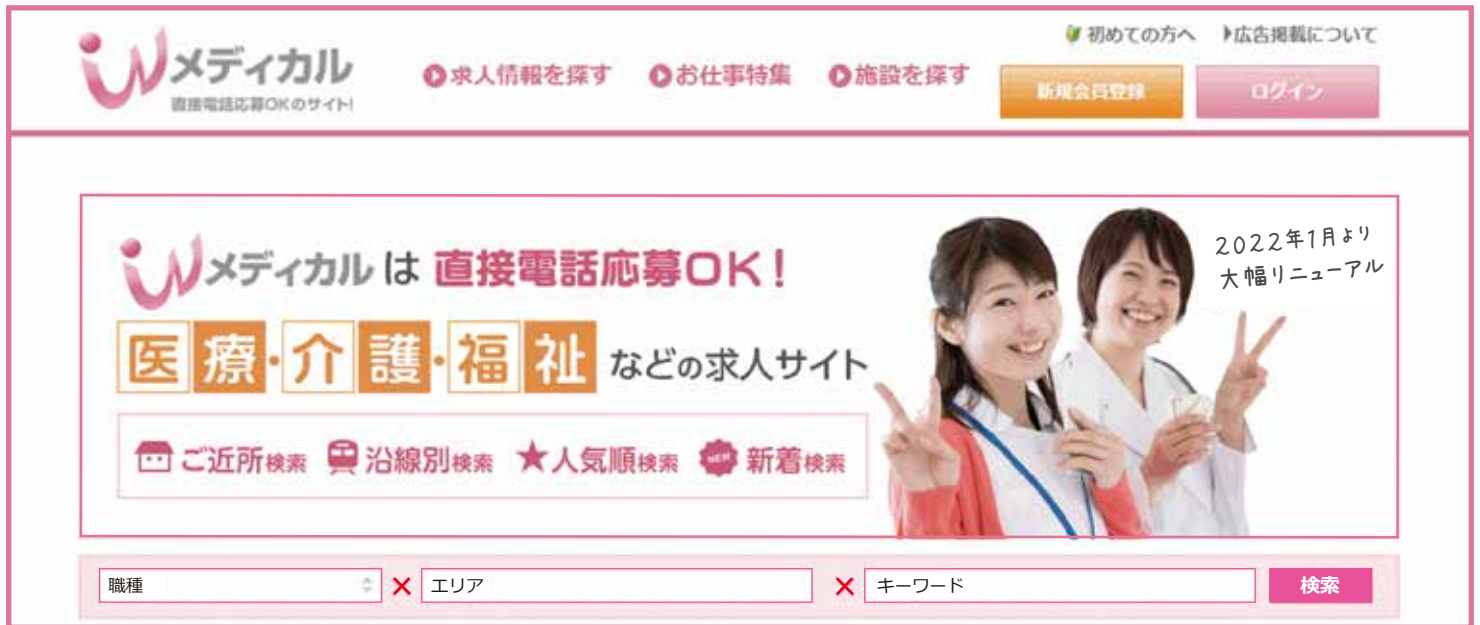 初めての方へ 広告掲載について
メディカル
直接電話応募OKのサイト!
求人情報を探す お仕事特集 施設を探す
新規会員登録 ログイン
メディカルは 直接電話応募OK!
2022年1月より
大幅リニューアル
医療・介護・福祉などの求人サイト
ご近所検索 沿線別検索 人気順検索 NEW 新着検索
職種 × エリア × キーワード 検索